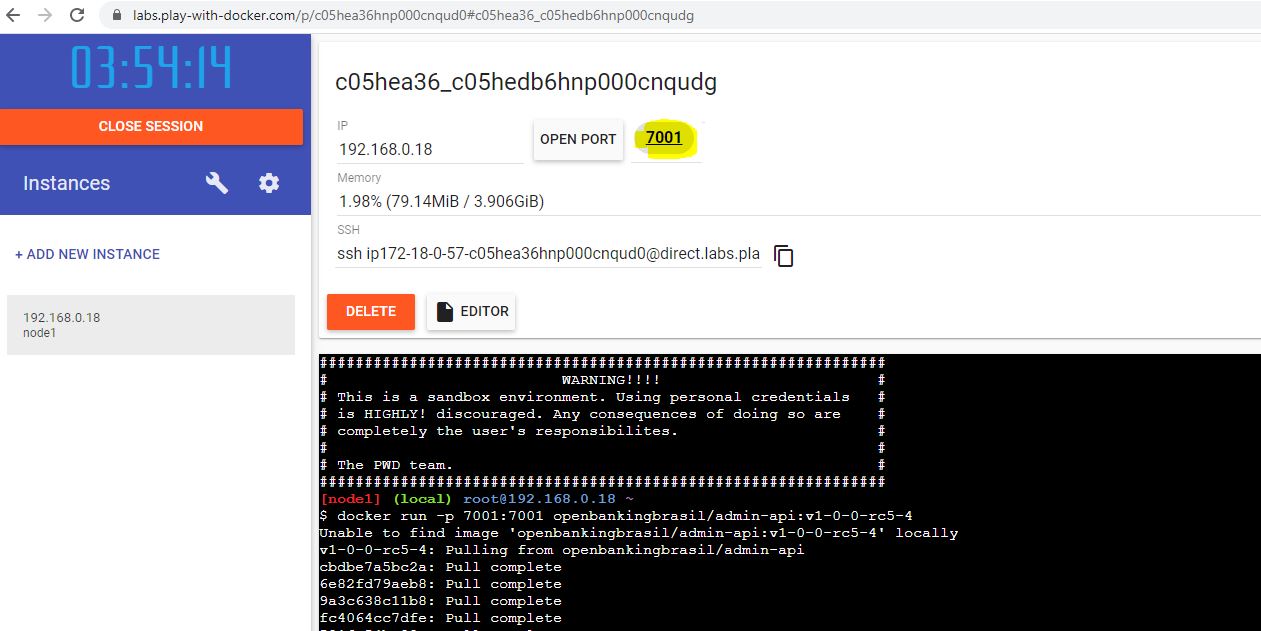 labs.play-with-docker.com/p/c05hea36hnp000cnqud0#c05hea36_c05hedb6hnp000cnqudg
03:54:14
CLOSE SESSION
Instances
+ ADD NEW INSTANCE
192.168.0.18
node1
c05hea36_c05hedb6hnp000cnqudg
IP
192.168.0.18
OPEN PORT
7001
Memory
1.98% (79.14MiB / 3.906GiB)
SSH
ssh ip172-18-0-57-c05hea36hnp000cnqud0@direct.labs.pla
DELETE
EDITOR
###############################################################
#                          WARNING!!!!                          #
# This is a sandbox environment. Using personal credentials   #
# is HIGHLY! discouraged. Any consequences of doing so are    #
# completely the user's responsibilites.                      #
#                                                             #
# The PWD team.                                               #
###############################################################
[node1] (local) root@192.168.0.18 ~
$ docker run -p 7001:7001 openbankingbrasil/admin-api:v1-0-0-rc5-4
Unable to find image 'openbankingbrasil/admin-api:v1-0-0-rc5-4' locally
v1-0-0-rc5-4: Pulling from openbankingbrasil/admin-api
cbdbe7a5bc2a: Pull complete
6e82fd79aeb8: Pull complete
9a3c638c11b8: Pull complete
fc4064cc7dfe: Pull complete